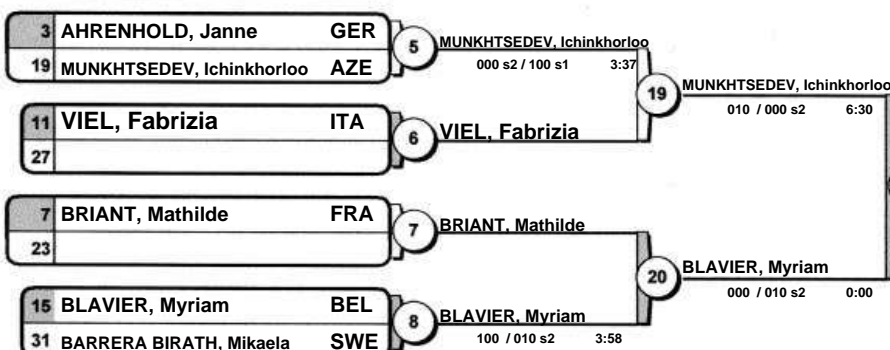 3 AHRENHOLD, Janne GER
19 MUNKHTSEDEV, Ichinkhorloo AZE
5
MUNKHTSEDEV, Ichinkhorloo
000 s2 / 100 s1 3:37
11 VIEL, Fabrizia ITA
27
6
VIEL, Fabrizia
19
MUNKHTSEDEV, Ichinkhorloo
010 / 000 s2 6:30
7 BRIANT, Mathilde FRA
23
7
BRIANT, Mathilde
15 BLAVIER, Myriam BEL
31 BARRERA BIRATH, Mikaela SWE
8
BLAVIER, Myriam
100 / 010 s2 3:58
20
BLAVIER, Myriam
000 / 010 s2 0:00